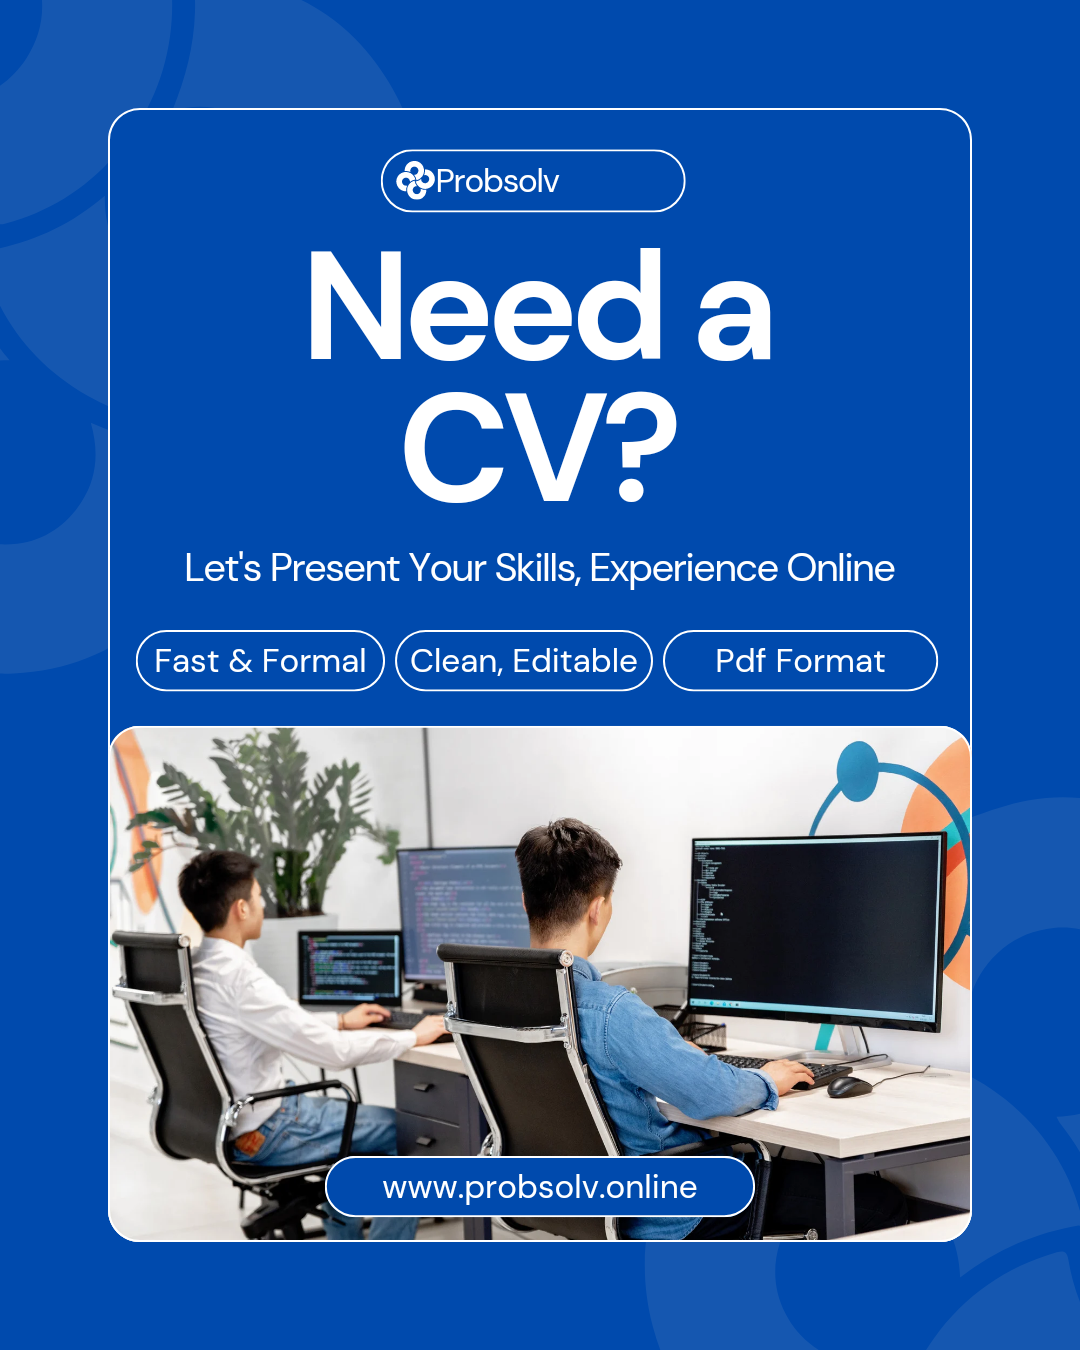 Probsolv
Need a
CV?
Let's Present Your Skills, Experience Online
Fast & Formal
Clean, Editable
Pdf Format
www.probsolv.online